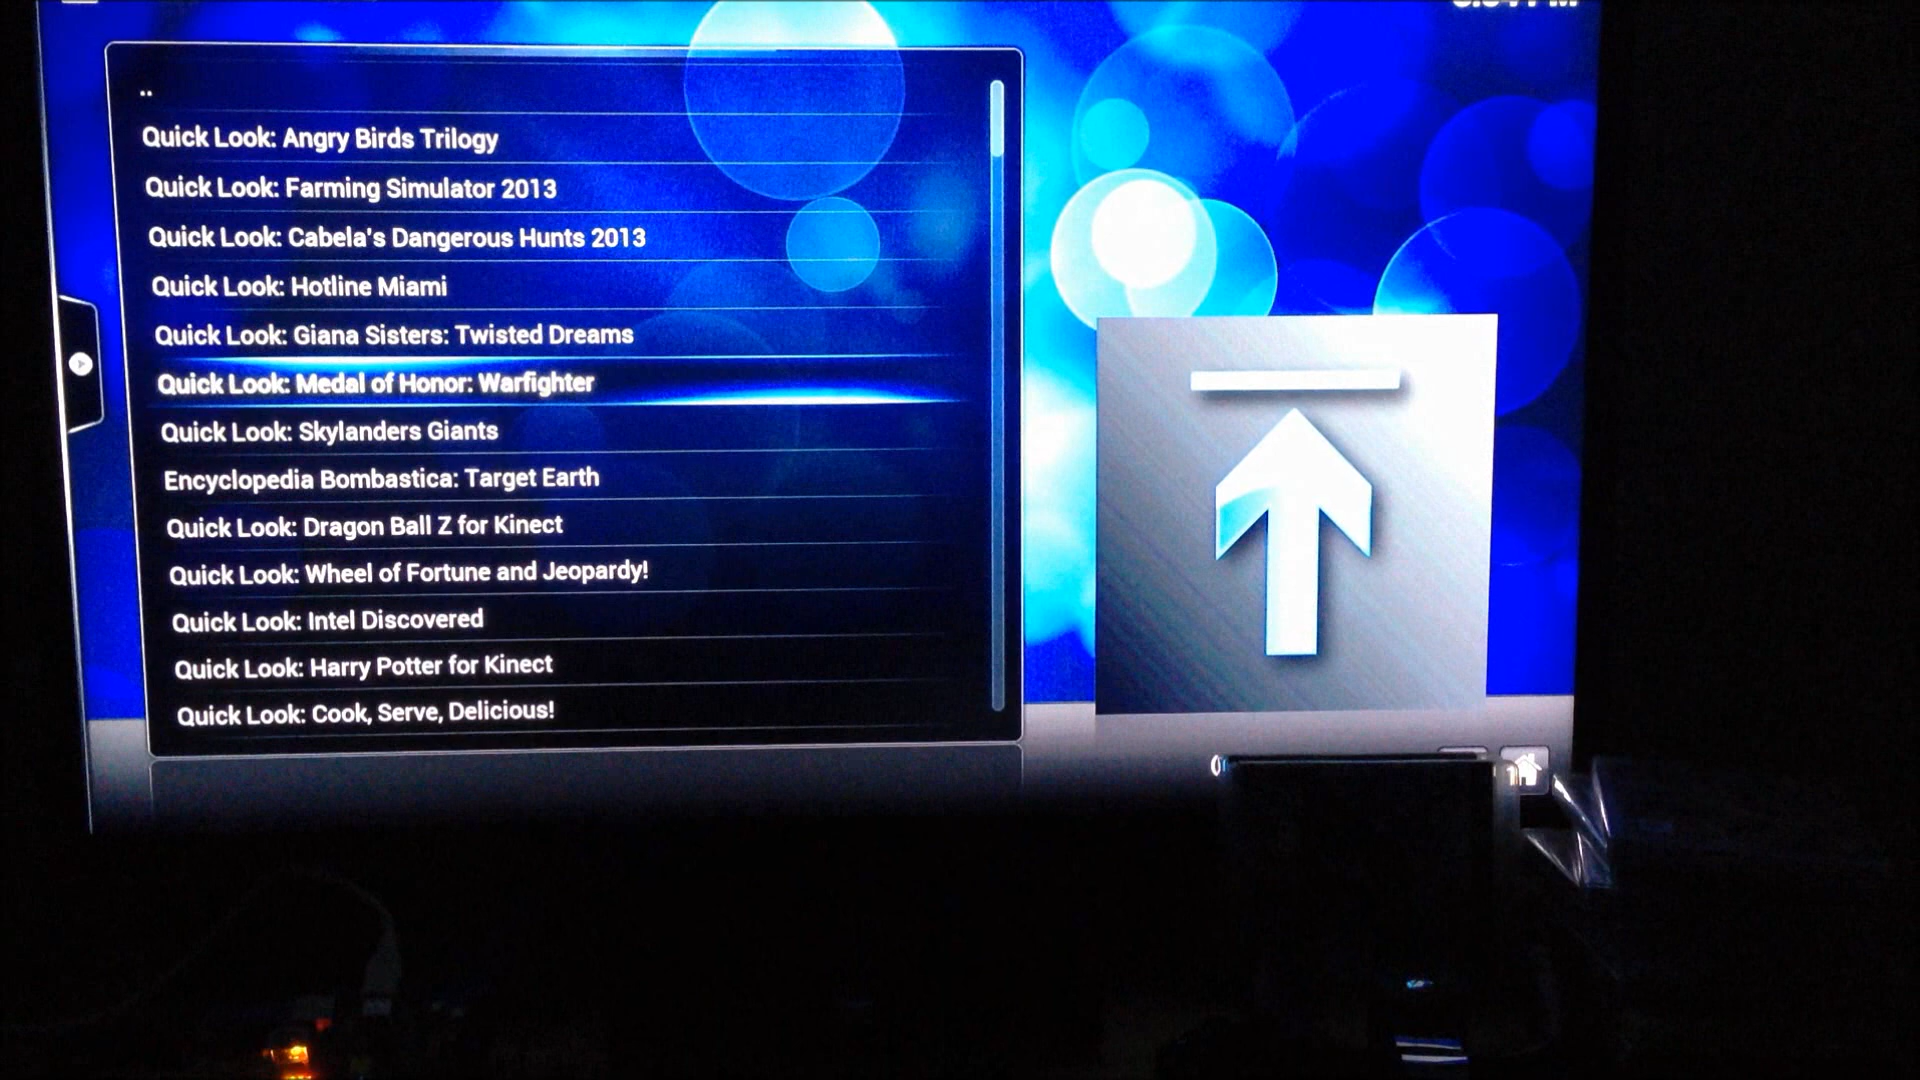 ..
Quick Look: Angry Birds Trilogy
Quick Look: Farming Simulator 2013
Quick Look: Cabela's Dangerous Hunts 2013
Quick Look: Hotline Miami
Quick Look: Giana Sisters: Twisted Dreams
Quick Look: Medal of Honor: Warfighter
Quick Look: Skylanders Giants
Encyclopedia Bombastica: Target Earth
Quick Look: Dragon Ball Z for Kinect
Quick Look: Wheel of Fortune and Jeopardy!
Quick Look: Intel Discovered
Quick Look: Harry Potter for Kinect
Quick Look: Cook, Serve, Delicious!